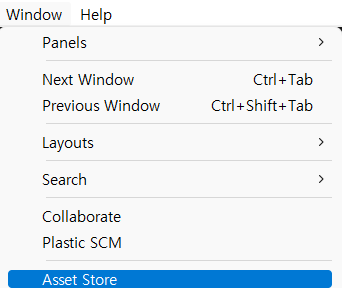 Window Help
Panels
Next Window Ctrl+Tab
Previous Window Ctrl+Shift+Tab
Layouts
Search
Collaborate
Plastic SCM
Asset Store